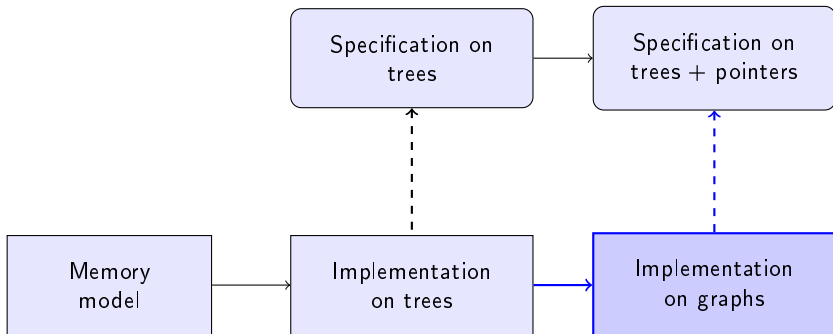 Specification on
trees
Specification on
trees + pointers
Memory
model
Implementation
on trees
Implementation
on graphs